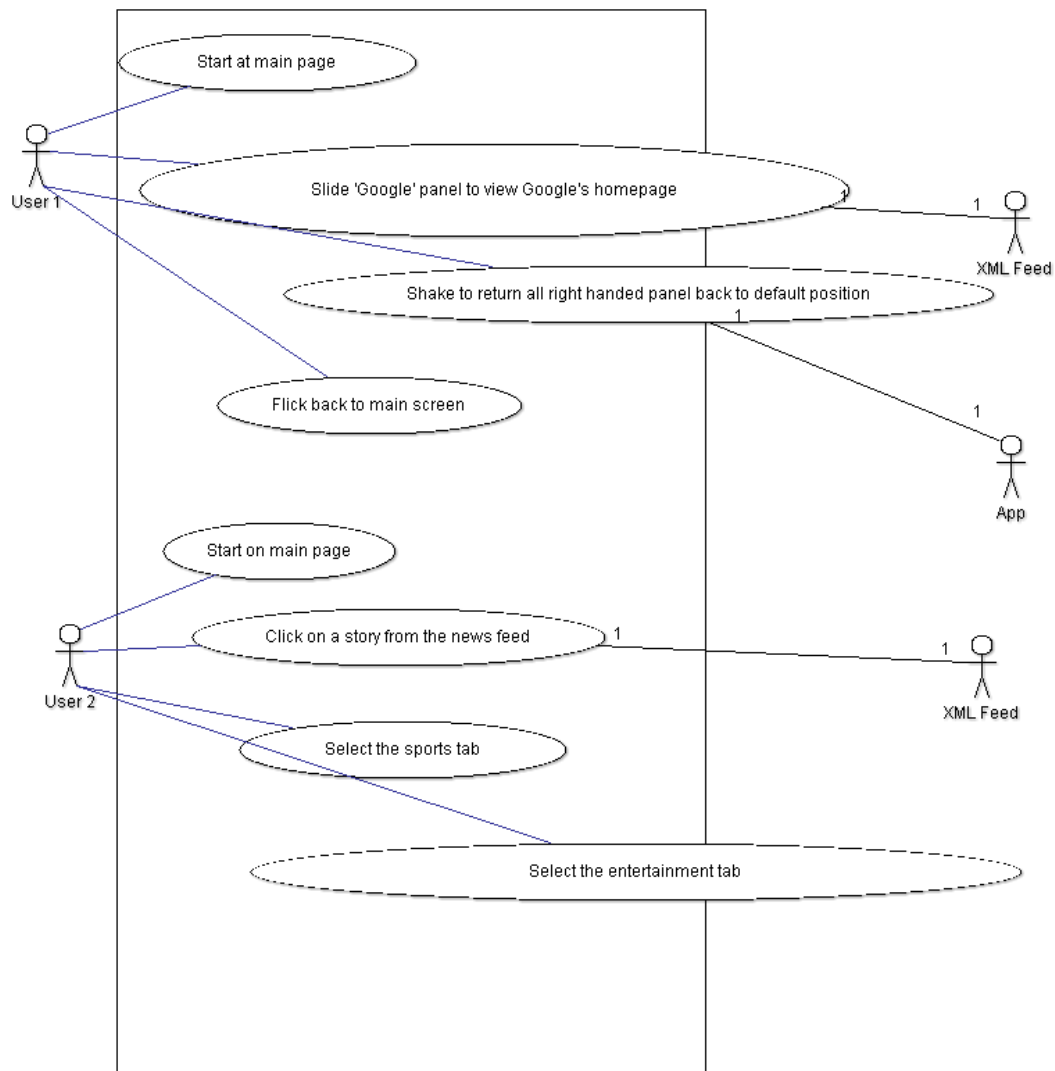 Start at main page
User 1
Slide 'Google' panel to view Google's homepage
1
1
XML Feed
Shake to return all right handed panel back to default position
1
Flick back to main screen
1
App
Start on main page
User 2
Click on a story from the news feed
1
1
XML Feed
Select the sports tab
Select the entertainment tab